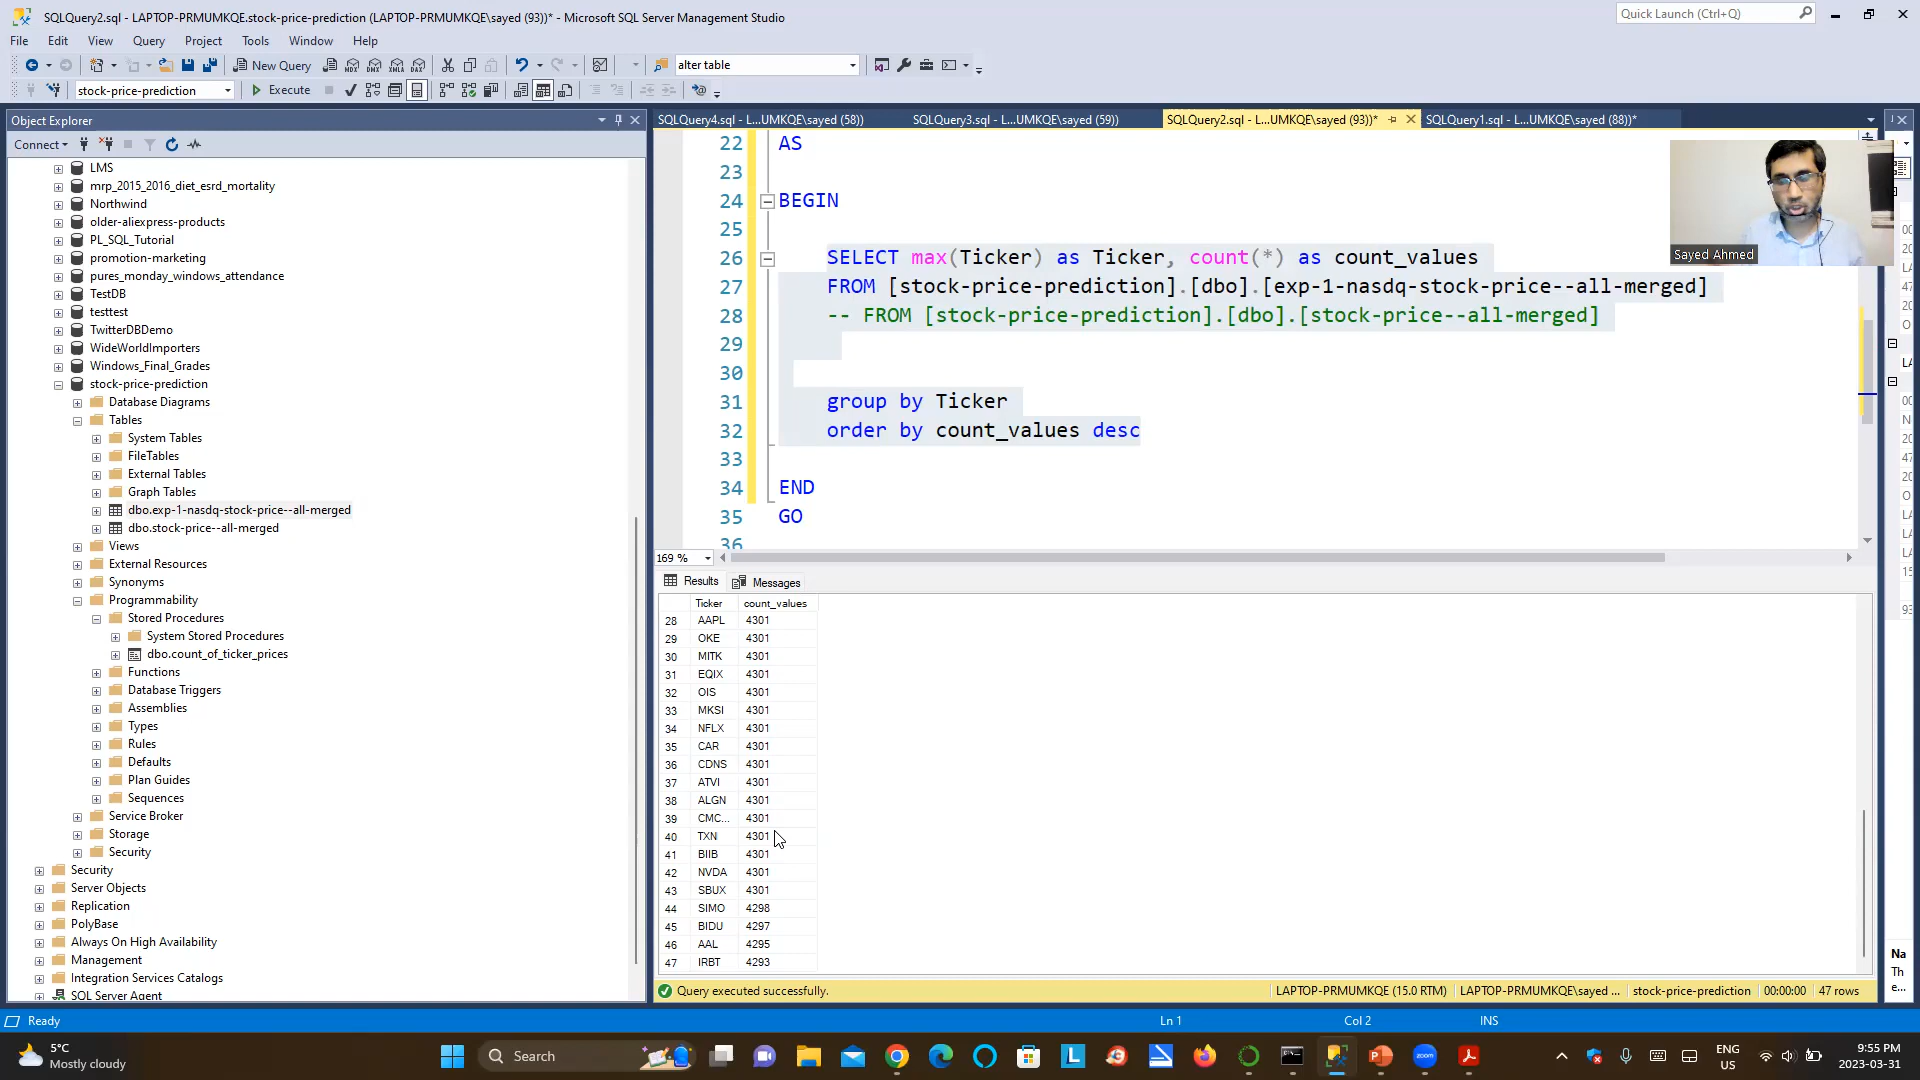 SQLQuery2.sql - LAPTOP-PRMUMKQE.stock-price-prediction (LAPTOP-PRMUMKQE\sayed (93))* - Microsoft SQL Server Management Studio
Quick Launch (Ctrl+Q)
File Edit View Query Project Tools Window Help
New Query
alter table
stock-price-prediction
Execute
Object Explorer
Connect
LMS
mrp_2015_2016_diet_esrd_mortality
Northwind
older-aliexpress-products
PL_SQL_Tutorial
promotion-marketing
pures_monday_windows_attendance
TestDB
testtest
TwitterDBDemo
WideWorldImporters
Windows_Final_Grades
stock-price-prediction
Database Diagrams
Tables
System Tables
FileTables
External Tables
Graph Tables
dbo.exp-1-nasdq-stock-price--all-merged
dbo.stock-price--all-merged
Views
External Resources
Synonyms
Programmability
Stored Procedures
System Stored Procedures
dbo.count_of_ticker_prices
Functions
Database Triggers
Assemblies
Types
Rules
Defaults
Plan Guides
Sequences
Service Broker
Storage
Security
Security
Server Objects
Replication
PolyBase
Always On High Availability
Management
Integration Services Catalogs
SQL Server Agent
SQLQuery4.sql - L...UMKQE\sayed (58))
SQLQuery3.sql - L...UMKQE\sayed (59))
SQLQuery2.sql - L...UMKQE\sayed (93))*
SQLQuery1.sql - L...UMKQE\sayed (88))*
22 AS
23
24 BEGIN
25
26 SELECT max(Ticker) as Ticker, count(*) as count_values
27 FROM [stock-price-prediction].[dbo].[exp-1-nasdq-stock-price--all-merged]
28 -- FROM [stock-price-prediction].[dbo].[stock-price--all-merged]
29
30
31 group by Ticker
32 order by count_values desc
33
34 END
35 GO
36
Sayed Ahmed
169 %
Results Messages
Ticker count_values
28 AAPL 4301
29 OKE 4301
30 MITK 4301
31 EQIX 4301
32 OIS 4301
33 MKSI 4301
34 NFLX 4301
35 CAR 4301
36 CDNS 4301
37 ATVI 4301
38 ALGN 4301
39 CMC... 4301
40 TXN 4301
41 BIIB 4301
42 NVDA 4301
43 SBUX 4301
44 SIMO 4298
45 BIDU 4297
46 AAL 4295
47 IRBT 4293
Query executed successfully.
LAPTOP-PRMUMKQE (15.0 RTM) LAPTOP-PRMUMKQE\sayed ... stock-price-prediction 00:00:00 47 rows
Na
Th
e...
Ready
Ln 1
Col 2
INS
5°C
Mostly cloudy
Search
zoom
ENG
US
9:55 PM
2023-03-31